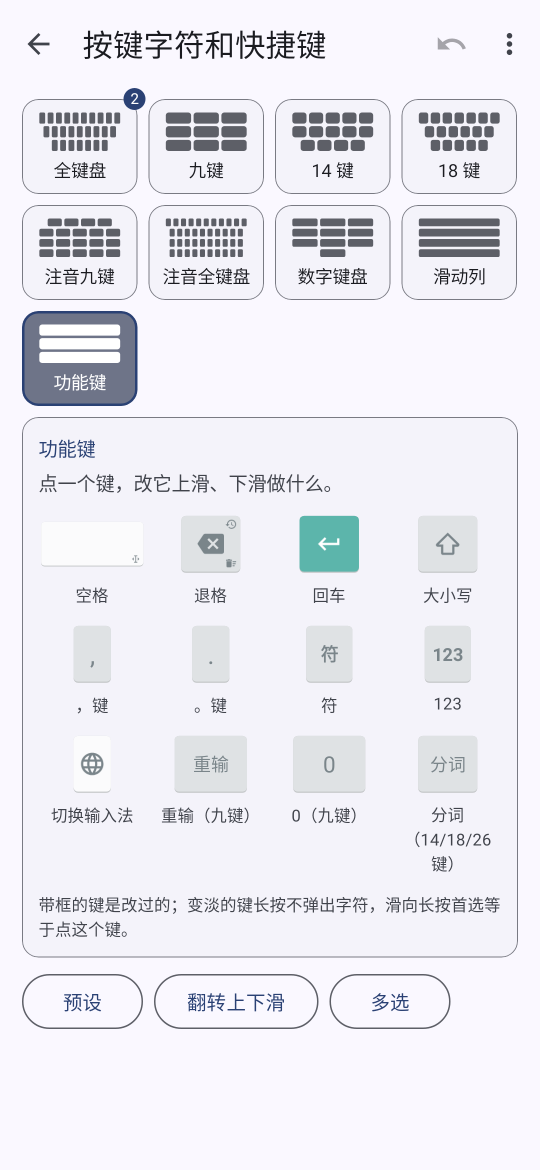 按键字符和快捷键
2
全键盘
九键
14 键
18 键
注音九键
注音全键盘
数字键盘
滑动列
功能键
功能键
点一个键，改它上滑、下滑做什么。
空格
退格
回车
大小写
，
.
符
123
，键
。键
符
123
重输
0
分词
切换输入法
重输（九键）
0（九键）
分词
（14/18/26
键）
带框的键是改过的；变淡的键长按不弹出字符，滑向长按首选等
于点这个键。
预设
翻转上下滑
多选